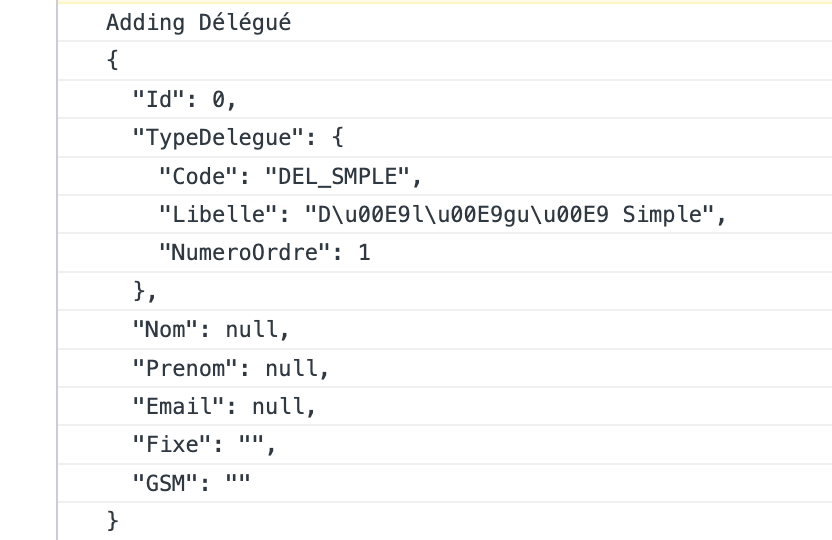 Adding Délégué
{
  "Id": 0,
  "TypeDelegue": {
    "Code": "DEL_SMPLE",
    "Libelle": "D\u00E9l\u00E9gu\u00E9 Simple",
    "NumeroOrdre": 1
  },
  "Nom": null,
  "Prenom": null,
  "Email": null,
  "Fixe": "",
  "GSM": ""
}